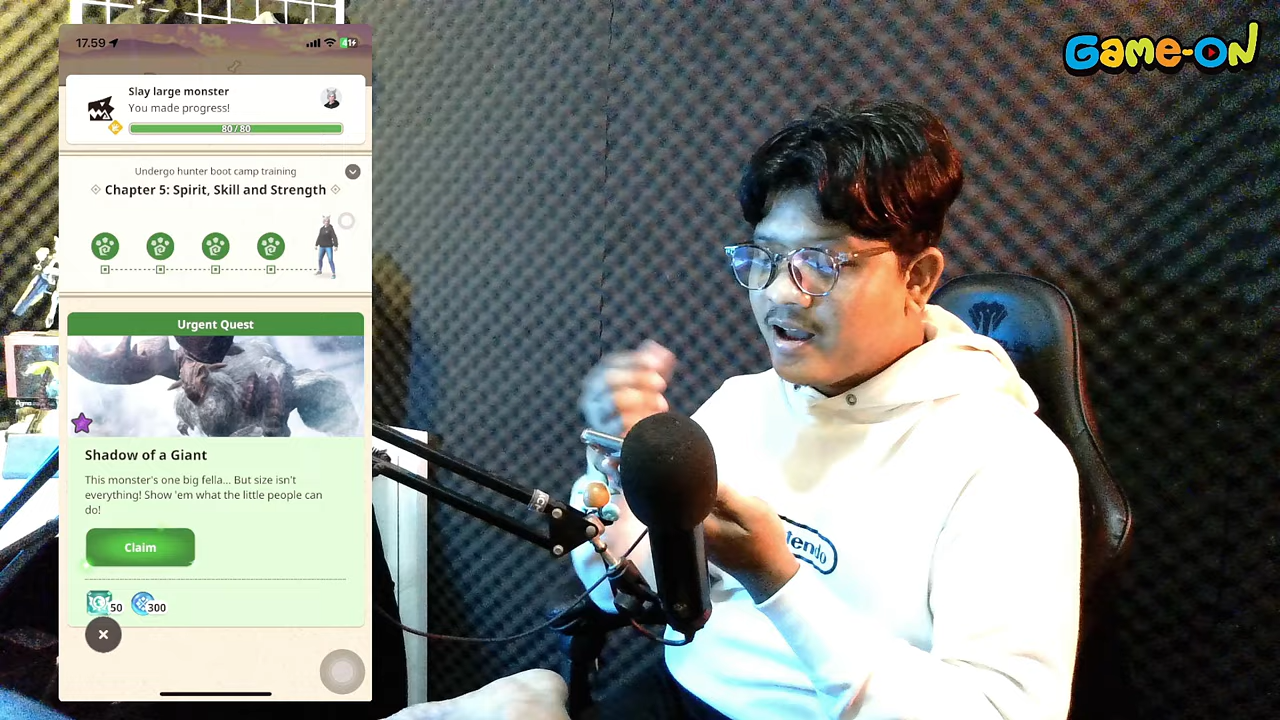 17.59
41
GAME-ON
Slay large monster
You made progress!
80 / 80
Undergo hunter boot camp training
Chapter 5: Spirit, Skill and Strength
Urgent Quest
Shadow of a Giant
This monster's one big fella... But size isn't
everything! Show 'em what the little people can
do!
Claim
50
300
tendo